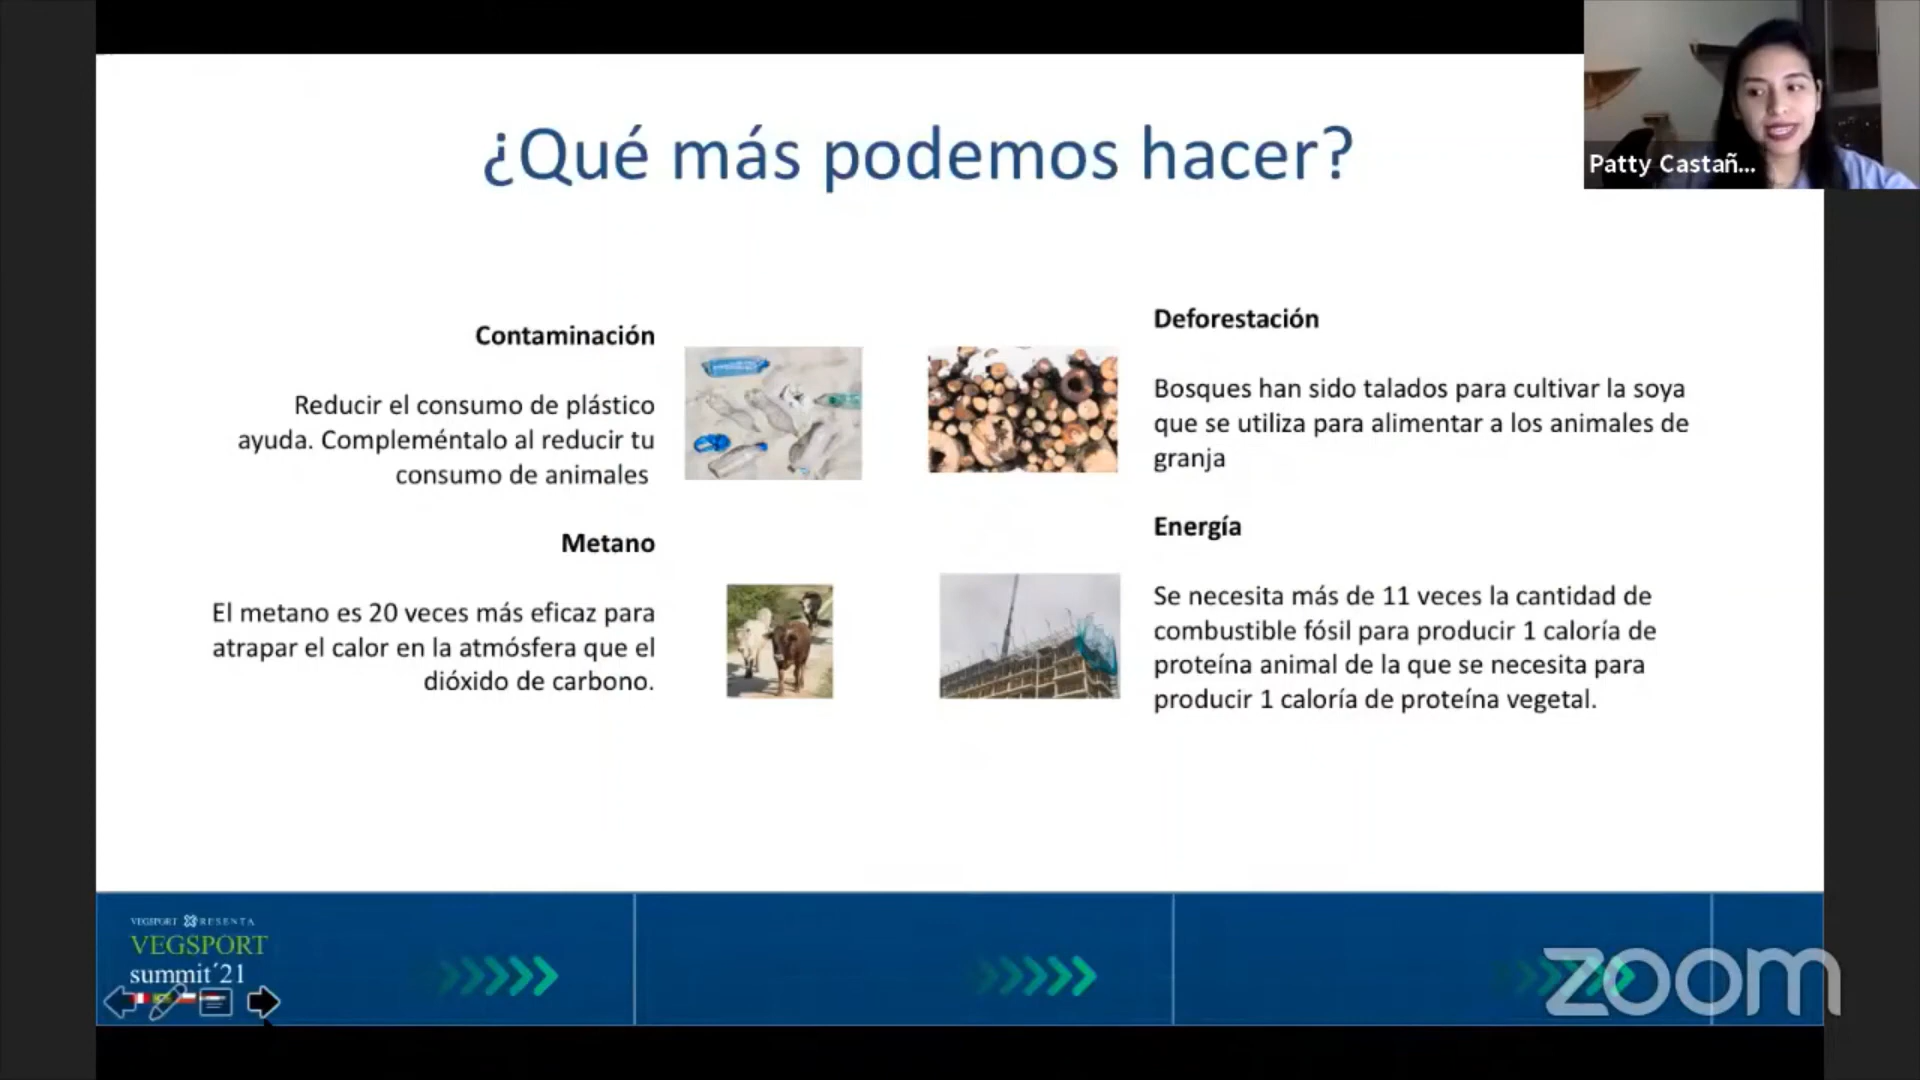 ¿Qué más podemos hacer?
Patty Castañ...
Contaminación
Reducir el consumo de plástico
ayuda. Compleméntalo al reducir tu
consumo de animales
Metano
El metano es 20 veces más eficaz para
atrapar el calor en la atmósfera que el
dióxido de carbono.
Deforestación
Bosques han sido talados para cultivar la soya
que se utiliza para alimentar a los animales de
granja
Energía
Se necesita más de 11 veces la cantidad de
combustible fósil para producir 1 caloría de
proteína animal de la que se necesita para
producir 1 caloría de proteína vegetal.
VEGSPORT PRESENTA
VEGSPORT
summit´21
zoom